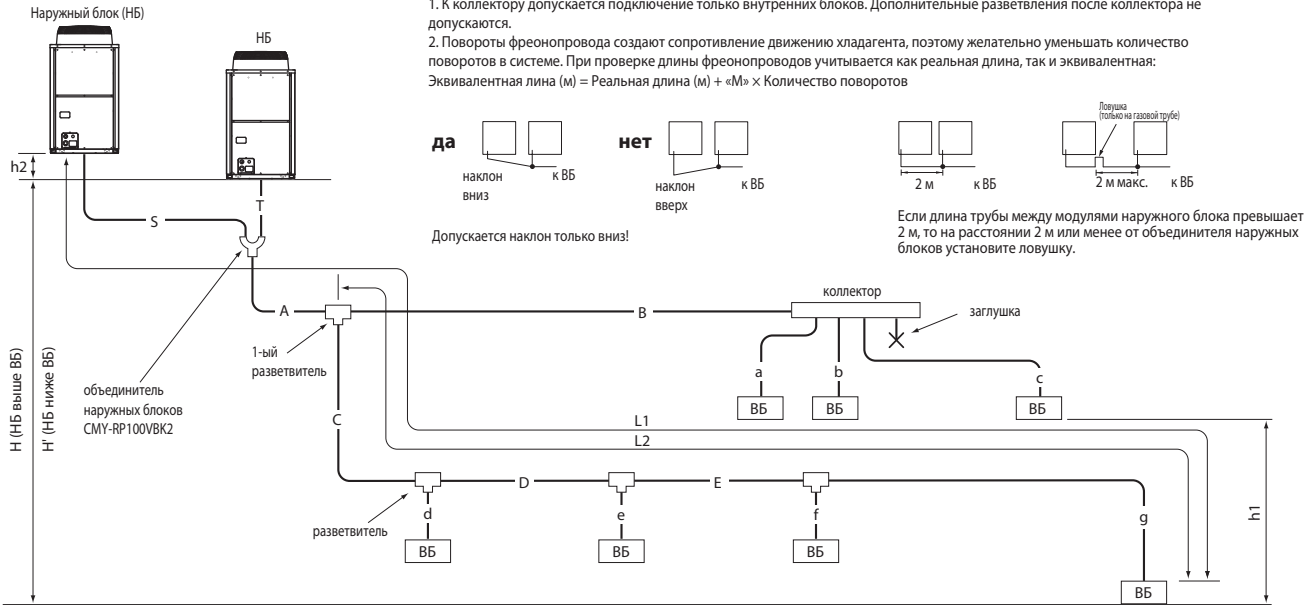 1. К коллектору допускается подключение только внутренних блоков. Дополнительные разветвления после коллектора не
допускаются.
2. Повороты фреонопровода создают сопротивление движению хладагента, поэтому желательно уменьшать количество
поворотов в системе. При проверке длины фреонопроводов учитывается как реальная длина, так и эквивалентная:
Эквивалентная лина (м) = Реальная длина (м) + «М» × Количество поворотов
Наружный блок (НБ)
НБ
h2
да
наклон
вниз
к ВБ
нет
наклон
вверх
к ВБ
2 м
к ВБ
Ловушка
(только на газовой трубе)
2 м макс.
к ВБ
Допускается наклон только вниз!
Если длина трубы между модулями наружного блока превышает
2 м, то на расстоянии 2 м или менее от объединителя наружных
блоков установите ловушку.
S
T
A
B
коллектор
заглушка
1-ый
разветвитель
объединитель
наружных блоков
CMY-RP100VBK2
H (НБ выше ВБ)
H' (НБ ниже ВБ)
a
b
c
ВБ
ВБ
ВБ
C
L1
L2
D
E
d
e
f
g
h1
разветвитель
ВБ
ВБ
ВБ
ВБ